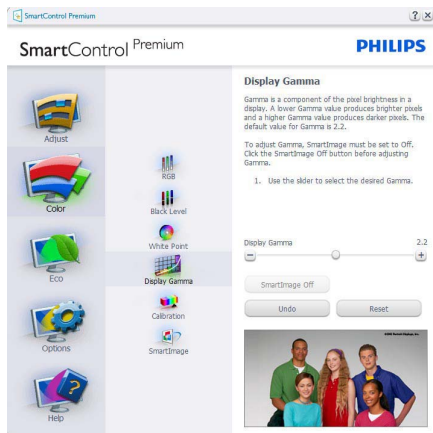 SmartControl Premium
? x
SmartControl Premium
PHILIPS
Adjust
Color
Eco
Options
Help
RGB
Black Level
White Point
Display Gamma
Calibration
SmartImage
Display Gamma
Gamma is a component of the pixel brightness in a
display. A lower Gamma value produces brighter pixels
and a higher Gamma value produces darker pixels. The
default value for Gamma is 2.2.
To adjust Gamma, SmartImage must be set to Off.
Click the SmartImage Off button before adjusting
Gamma.
1. Use the slider to select the desired Gamma.
Display Gamma 2.2
− +
SmartImage Off
Undo Reset